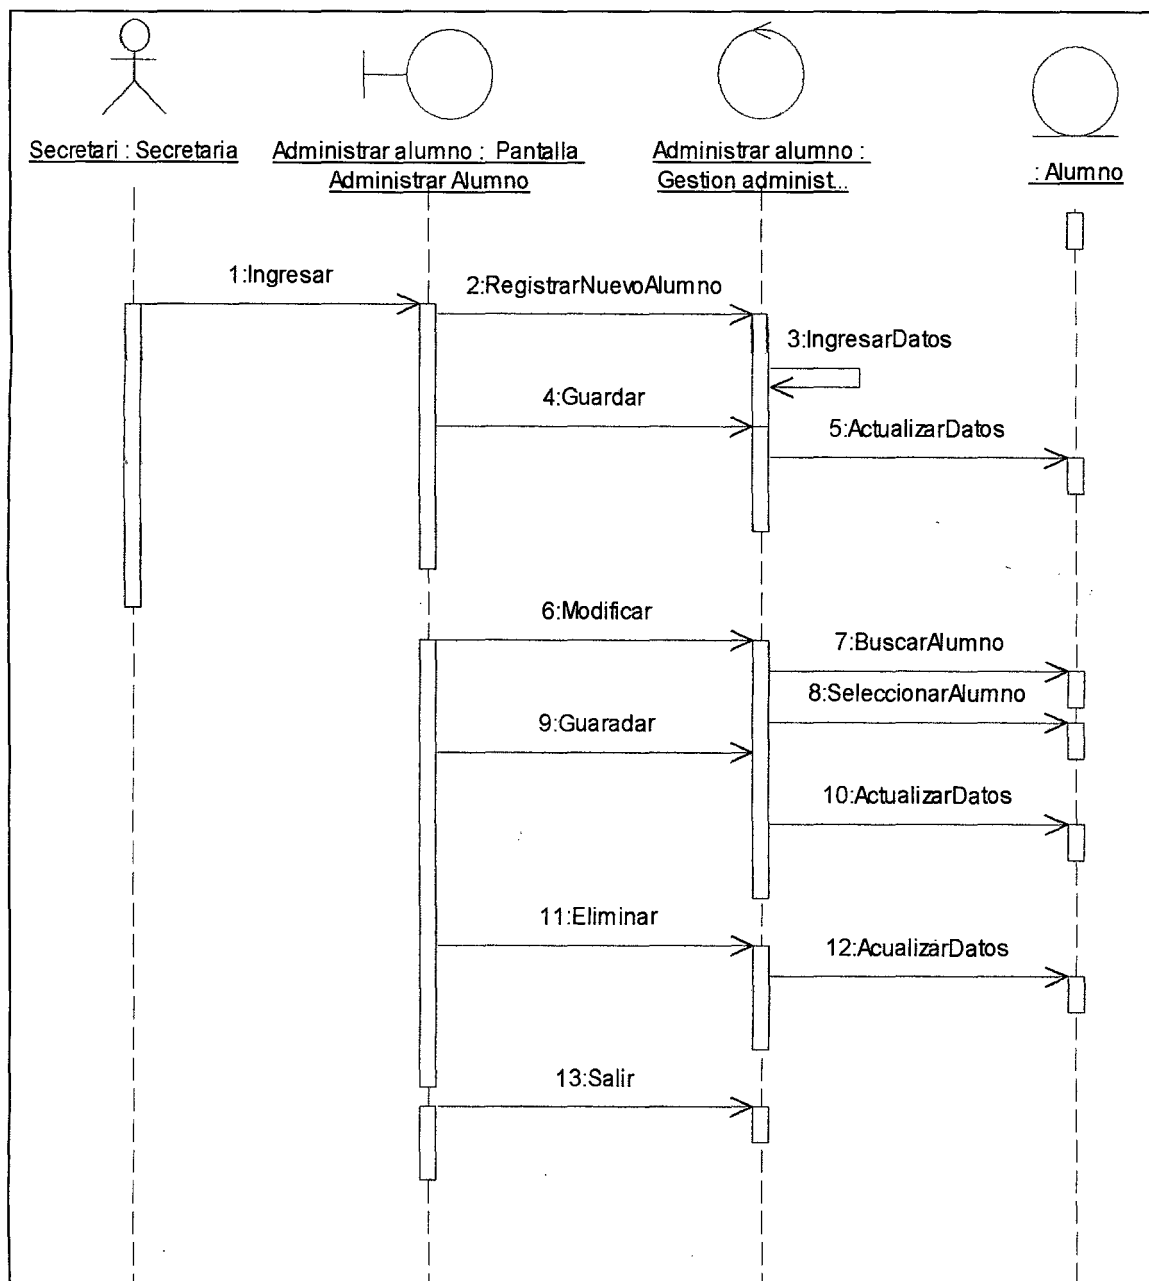 Secretari : Secretaria
Administrar alumno : Pantalla
Administrar Alumno
Administrar alumno :
Gestion administ...
: Alumno
1:Ingresar
2:RegistrarNuevoAlumno
3:IngresarDatos
4:Guardar
5:ActualizarDatos
6:Modificar
7:BuscarAlumno
8:SeleccionarAlumno
9:Guaradar
10:ActualizarDatos
11:Eliminar
12:AcualizarDatos
13:Salir